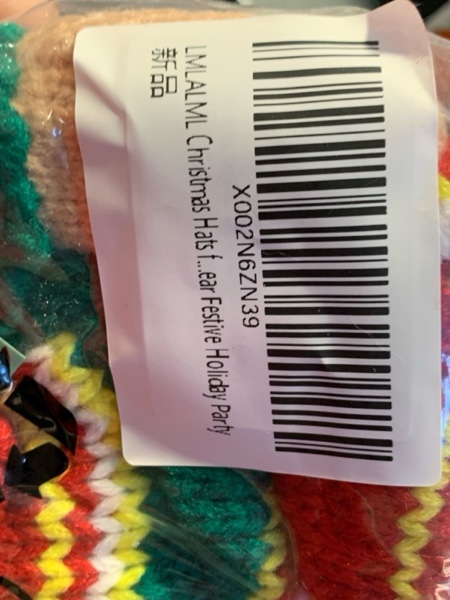 X002N6ZN39
LMLALML Christmas Hats f...ear Festive Holiday Party
新品